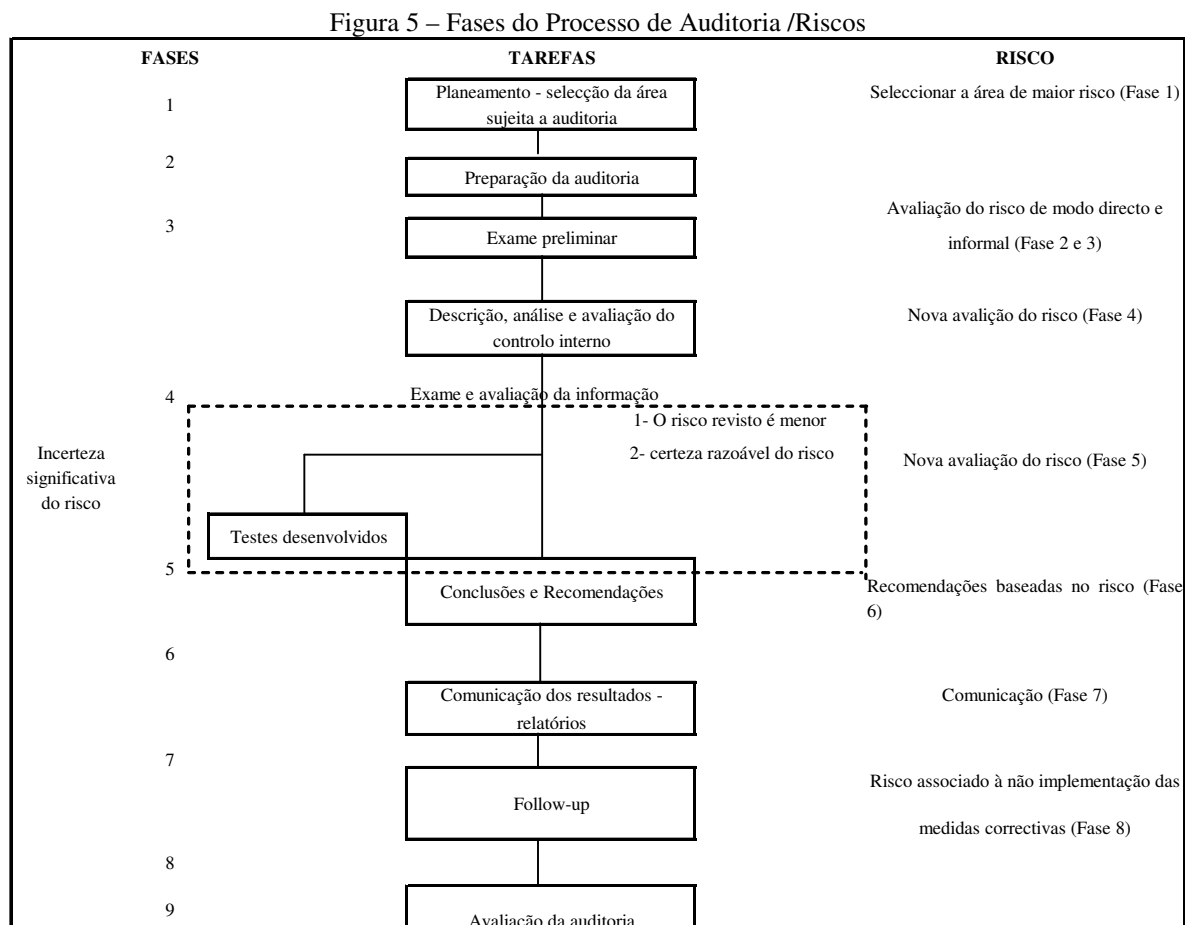 Figura 5 – Fases do Processo de Auditoria /Riscos
FASES
TAREFAS
RISCO
1
Planeamento - selecção da área
sujeita a auditoria
Seleccionar a área de maior risco (Fase 1)
2
Preparação da auditoria
3
Exame preliminar
Avaliação do risco de modo directo e
informal (Fase 2 e 3)
Descrição, análise e avaliação do
controlo interno
Nova avalição do risco (Fase 4)
4
Exame e avaliação da informação
1- O risco revisto é menor
2- certeza razoável do risco
Incerteza
significativa
do risco
Nova avaliação do risco (Fase 5)
Testes desenvolvidos
5
Conclusões e Recomendações
Recomendações baseadas no risco (Fase
6)
6
Comunicação dos resultados -
relatórios
Comunicação (Fase 7)
7
Follow-up
Risco associado à não implementação das
medidas correctivas (Fase 8)
8
9
Avaliação da auditoria